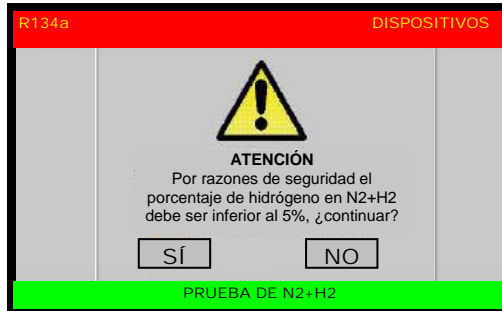 R134a DISPOSITIVOS
ATENCIÓN
Por razones de seguridad el
porcentaje de hidrógeno en N2+H2
debe ser inferior al 5%, ¿continuar?
SÍ NO
PRUEBA DE N2+H2